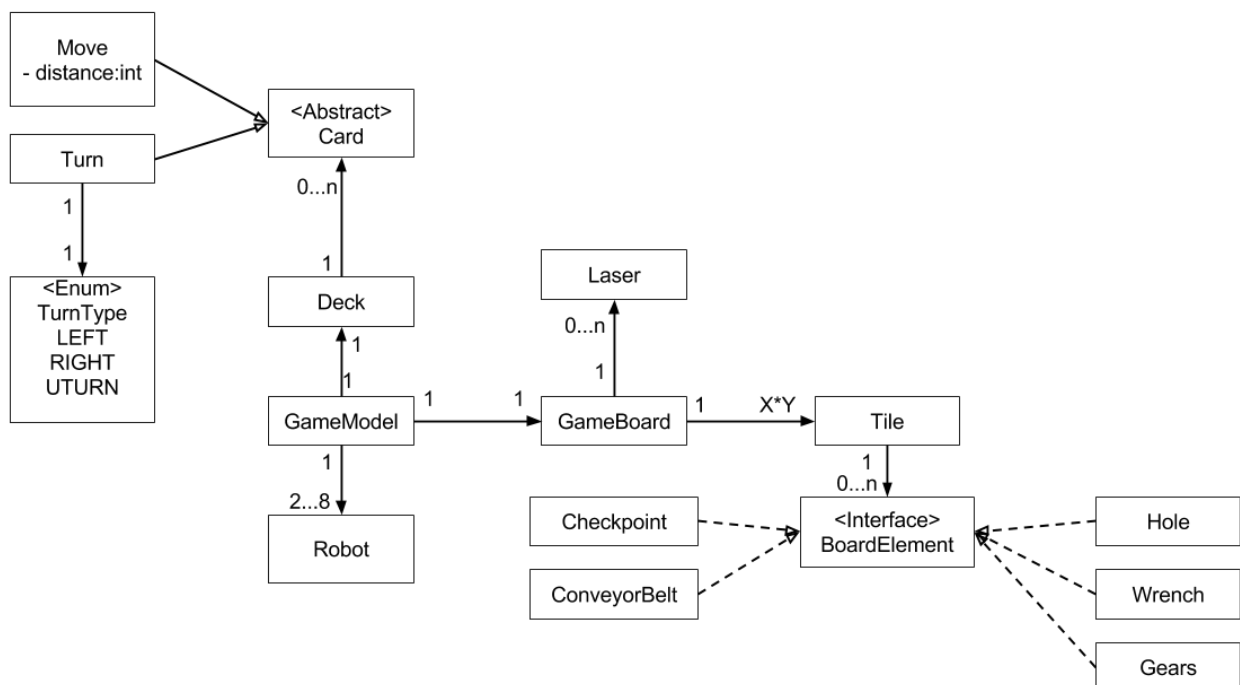 Move
- distance:int
<Abstract>
Card
Turn
0...n
1
1
1
<Enum>
TurnType
LEFT
RIGHT
UTURN
Deck
1
1
Laser
0...n
1
GameModel
1
1
GameBoard
1
X*Y
Tile
1
2...8
Robot
1
0...n
<Interface>
BoardElement
Checkpoint
ConveyorBelt
Hole
Wrench
Gears